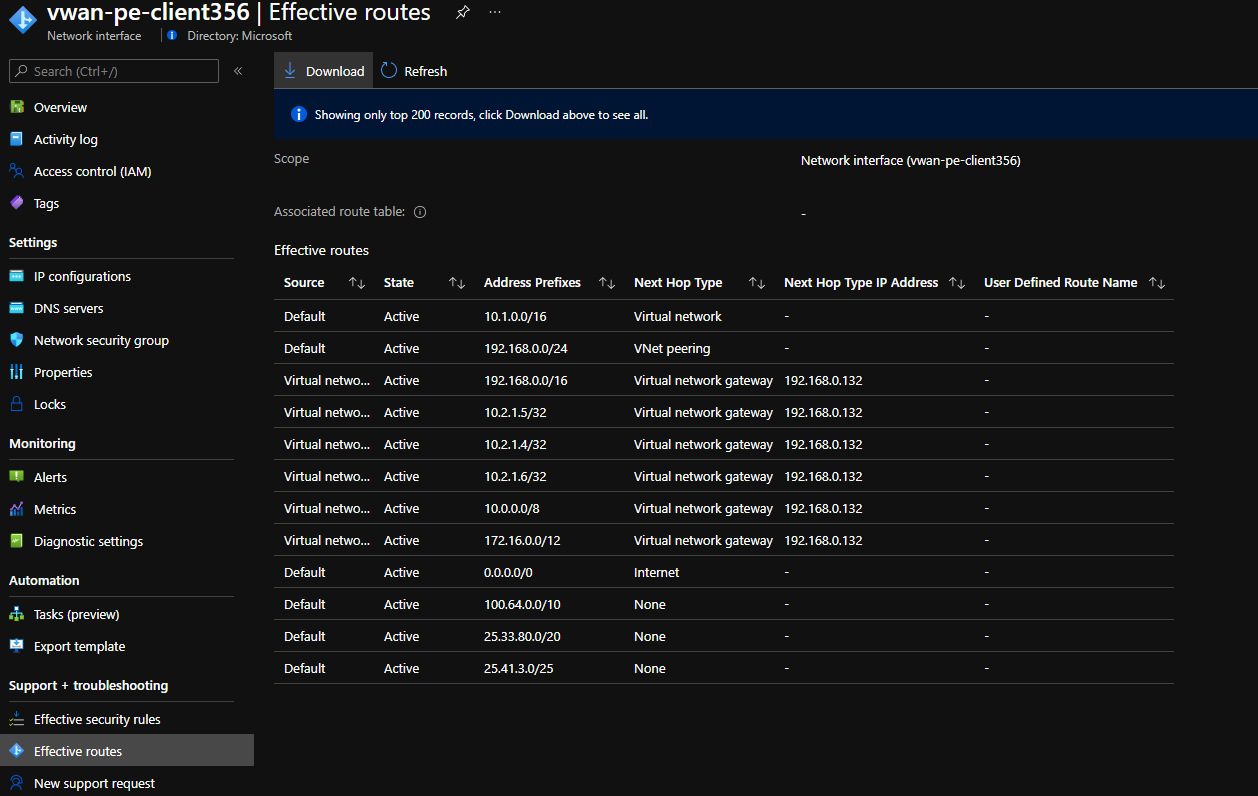 vwan-pe-client356 | Effective routes ...
Network interface Directory: Microsoft
Search (Ctrl+/) «
Download Refresh
Showing only top 200 records, click Download above to see all.
Overview
Activity log
Access control (IAM)
Tags
Settings
IP configurations
DNS servers
Network security group
Properties
Locks
Monitoring
Alerts
Metrics
Diagnostic settings
Automation
Tasks (preview)
Export template
Support + troubleshooting
Effective security rules
Effective routes
New support request
Scope Network interface (vwan-pe-client356)
Associated route table: -
Effective routes
Source State Address Prefixes Next Hop Type Next Hop Type IP Address User Defined Route Name
Default Active 10.1.0.0/16 Virtual network - -
Default Active 192.168.0.0/24 VNet peering - -
Virtual netwo... Active 192.168.0.0/16 Virtual network gateway 192.168.0.132 -
Virtual netwo... Active 10.2.1.5/32 Virtual network gateway 192.168.0.132 -
Virtual netwo... Active 10.2.1.4/32 Virtual network gateway 192.168.0.132 -
Virtual netwo... Active 10.2.1.6/32 Virtual network gateway 192.168.0.132 -
Virtual netwo... Active 10.0.0.0/8 Virtual network gateway 192.168.0.132 -
Virtual netwo... Active 172.16.0.0/12 Virtual network gateway 192.168.0.132 -
Default Active 0.0.0.0/0 Internet - -
Default Active 100.64.0.0/10 None - -
Default Active 25.33.80.0/20 None - -
Default Active 25.41.3.0/25 None - -